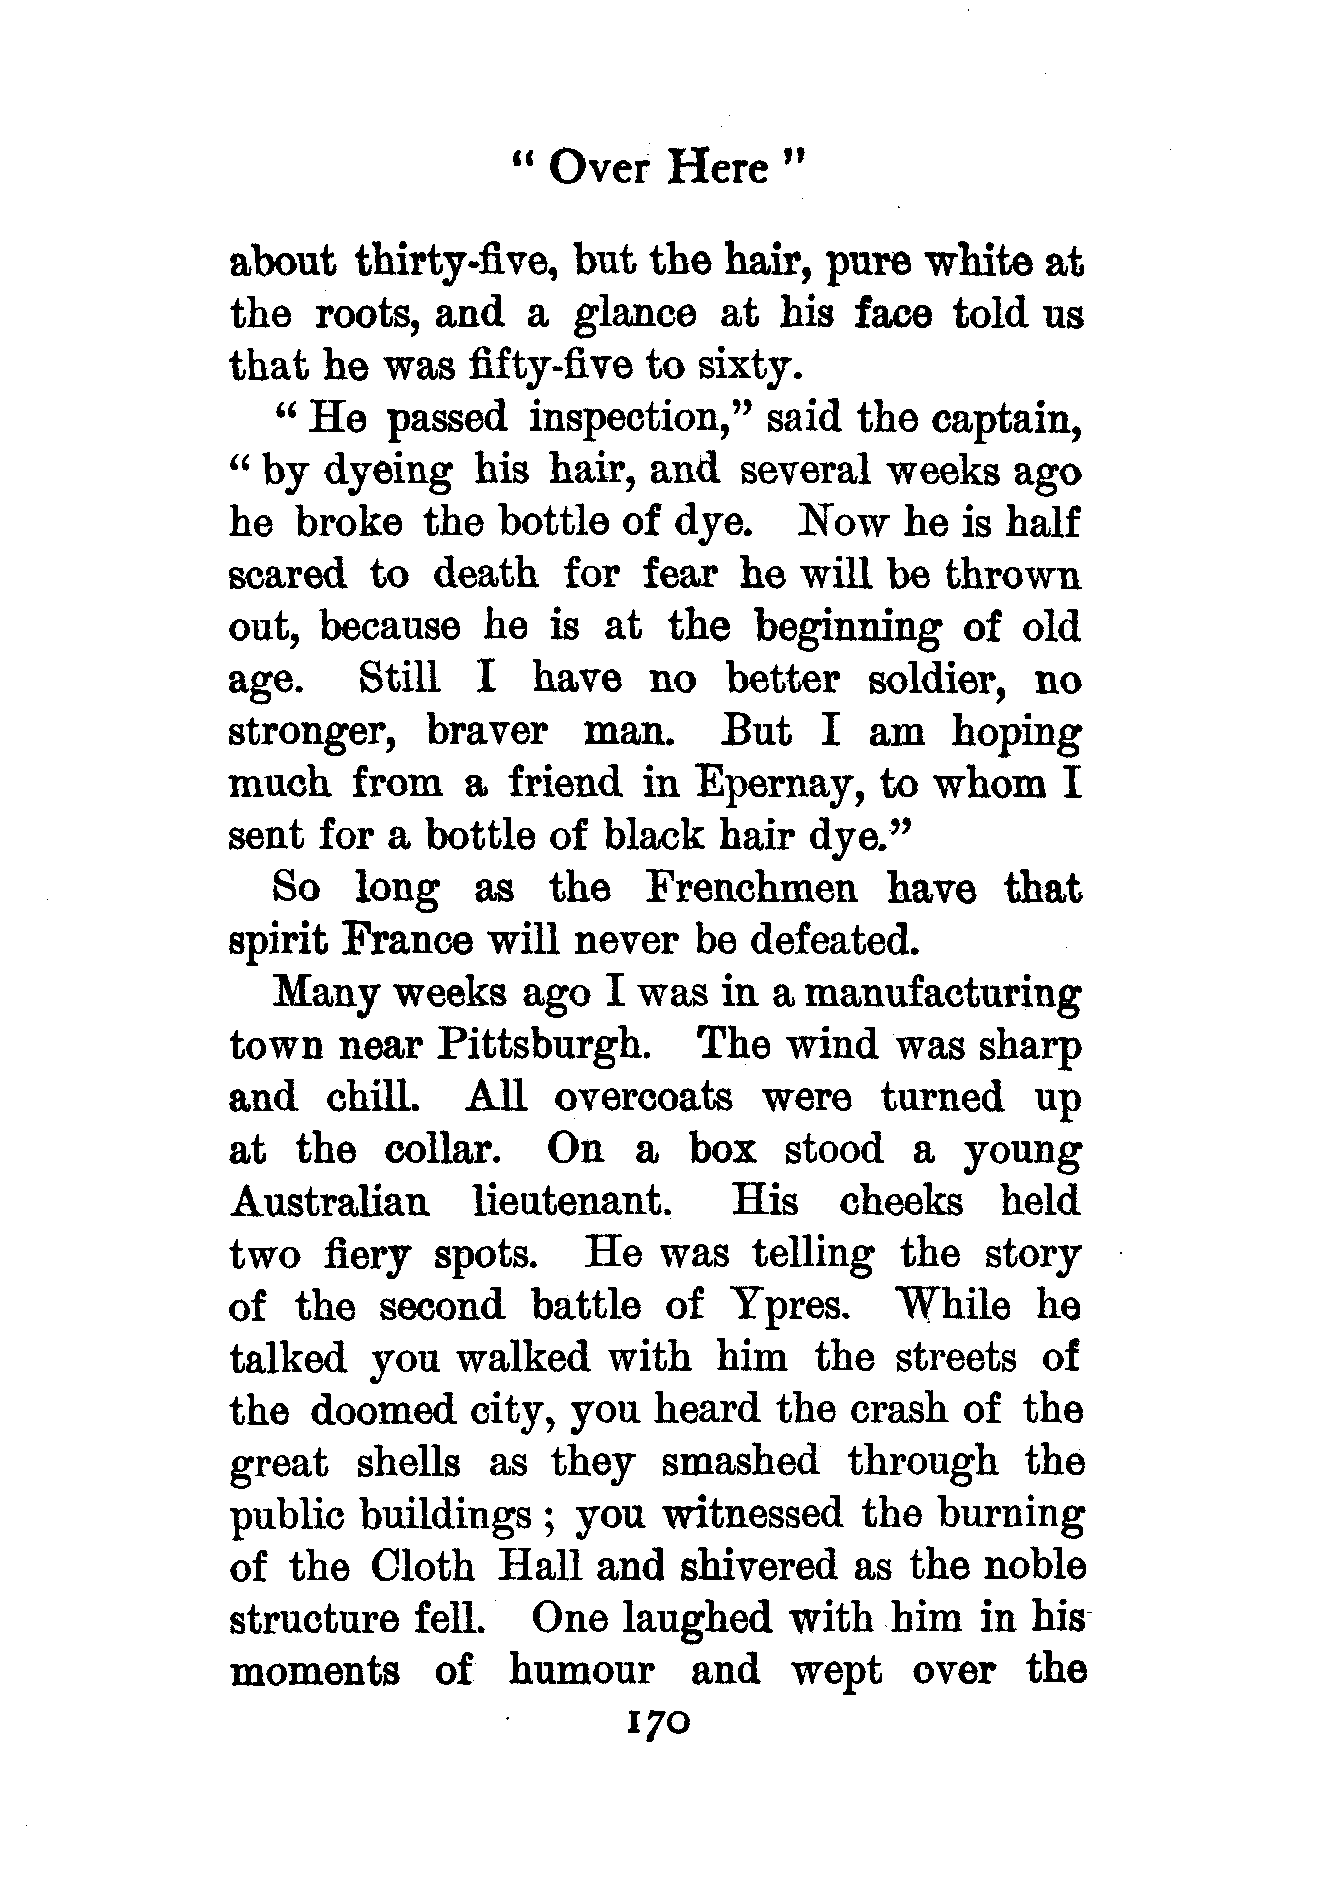 “ Over Here ”
about thirty-five, but the hair, pure white at
the roots, and a glance at his face told us
that he was fifty-five to sixty.
“ He passed inspection,” said the captain,
“ by dyeing his hair, and several weeks ago
he broke the bottle of dye. Now he is half
scared to death for fear he will be thrown
out, because he is at the beginning of old
age. Still I have no better soldier, no
stronger, braver man. But I am hoping
much from a friend in Epernay, to whom I
sent for a bottle of black hair dye.”
So long as the Frenchmen have that
spirit France will never be defeated.
Many weeks ago I was in a manufacturing
town near Pittsburgh. The wind was sharp
and chill. All overcoats were turned up
at the collar. On a box stood a young
Australian lieutenant. His cheeks held
two fiery spots. He was telling the story
of the second battle of Ypres. While he
talked you walked with him the streets of
the doomed city, you heard the crash of the
great shells as they smashed through the
public buildings ; you witnessed the burning
of the Cloth Hall and shivered as the noble
structure fell. One laughed with him in his
moments of humour and wept over the
170